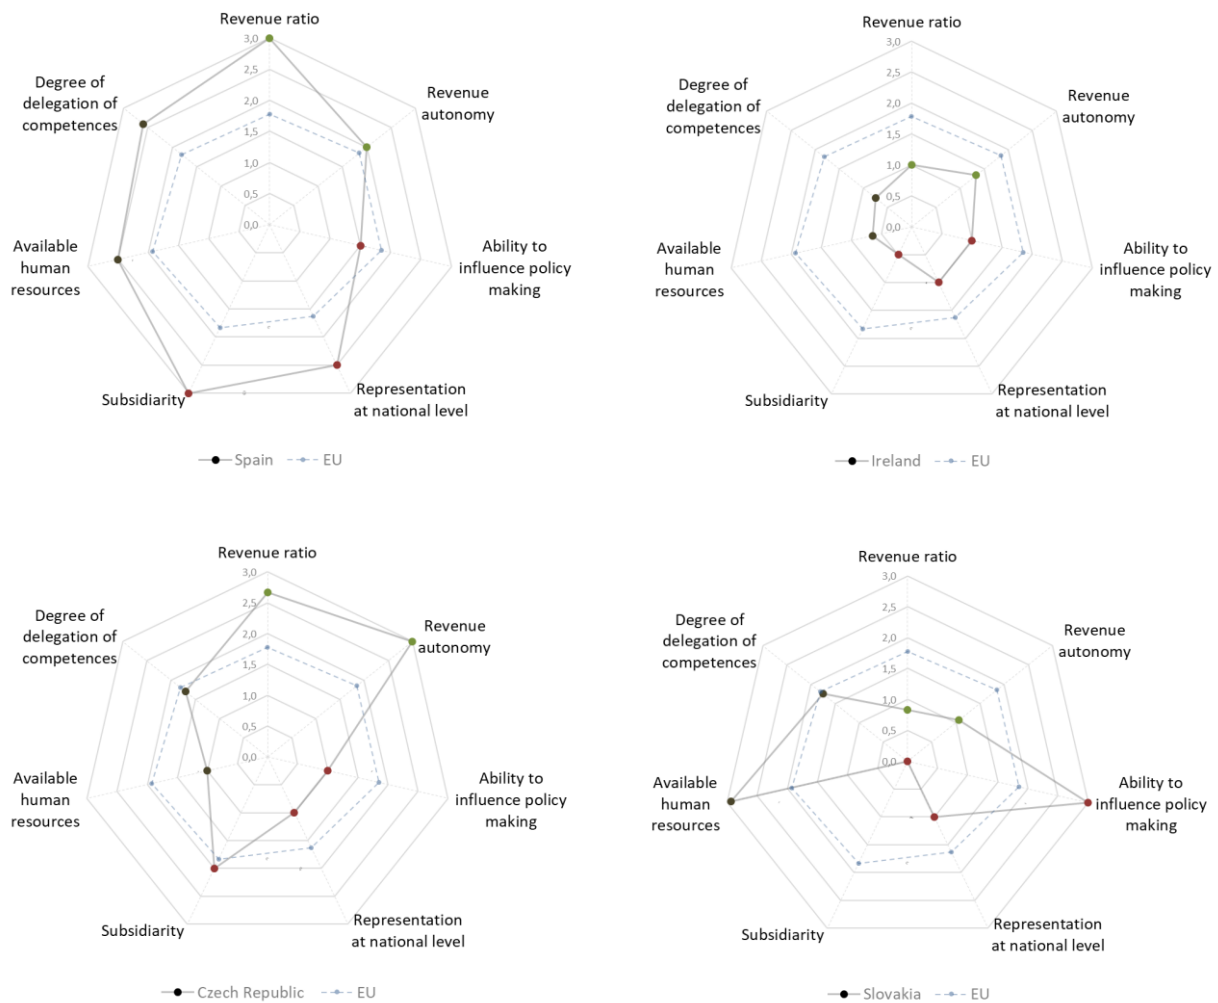 Revenue ratio
3,0
2,5
2,0
1,5
1,0
0,5
0,0
Degree of
delegation of
competences
Revenue
autonomy
Available
human
resources
Ability to
influence policy
making
Subsidiarity
Representation
at national level
Spain
EU
Revenue ratio
3,0
2,5
2,0
1,5
1,0
0,5
0,0
Degree of
delegation of
competences
Revenue
autonomy
Available
human
resources
Ability to
influence policy
making
Subsidiarity
Representation
at national level
Ireland
EU
Revenue ratio
3,0
2,5
2,0
1,5
1,0
0,5
0,0
Degree of
delegation of
competences
Revenue
autonomy
Available
human
resources
Ability to
influence policy
making
Subsidiarity
Representation
at national level
Czech Republic
EU
Revenue ratio
3,0
2,5
2,0
1,5
1,0
0,5
0,0
Degree of
delegation of
competences
Revenue
autonomy
Available
human
resources
Ability to
influence policy
making
Subsidiarity
Representation
at national level
Slovakia
EU